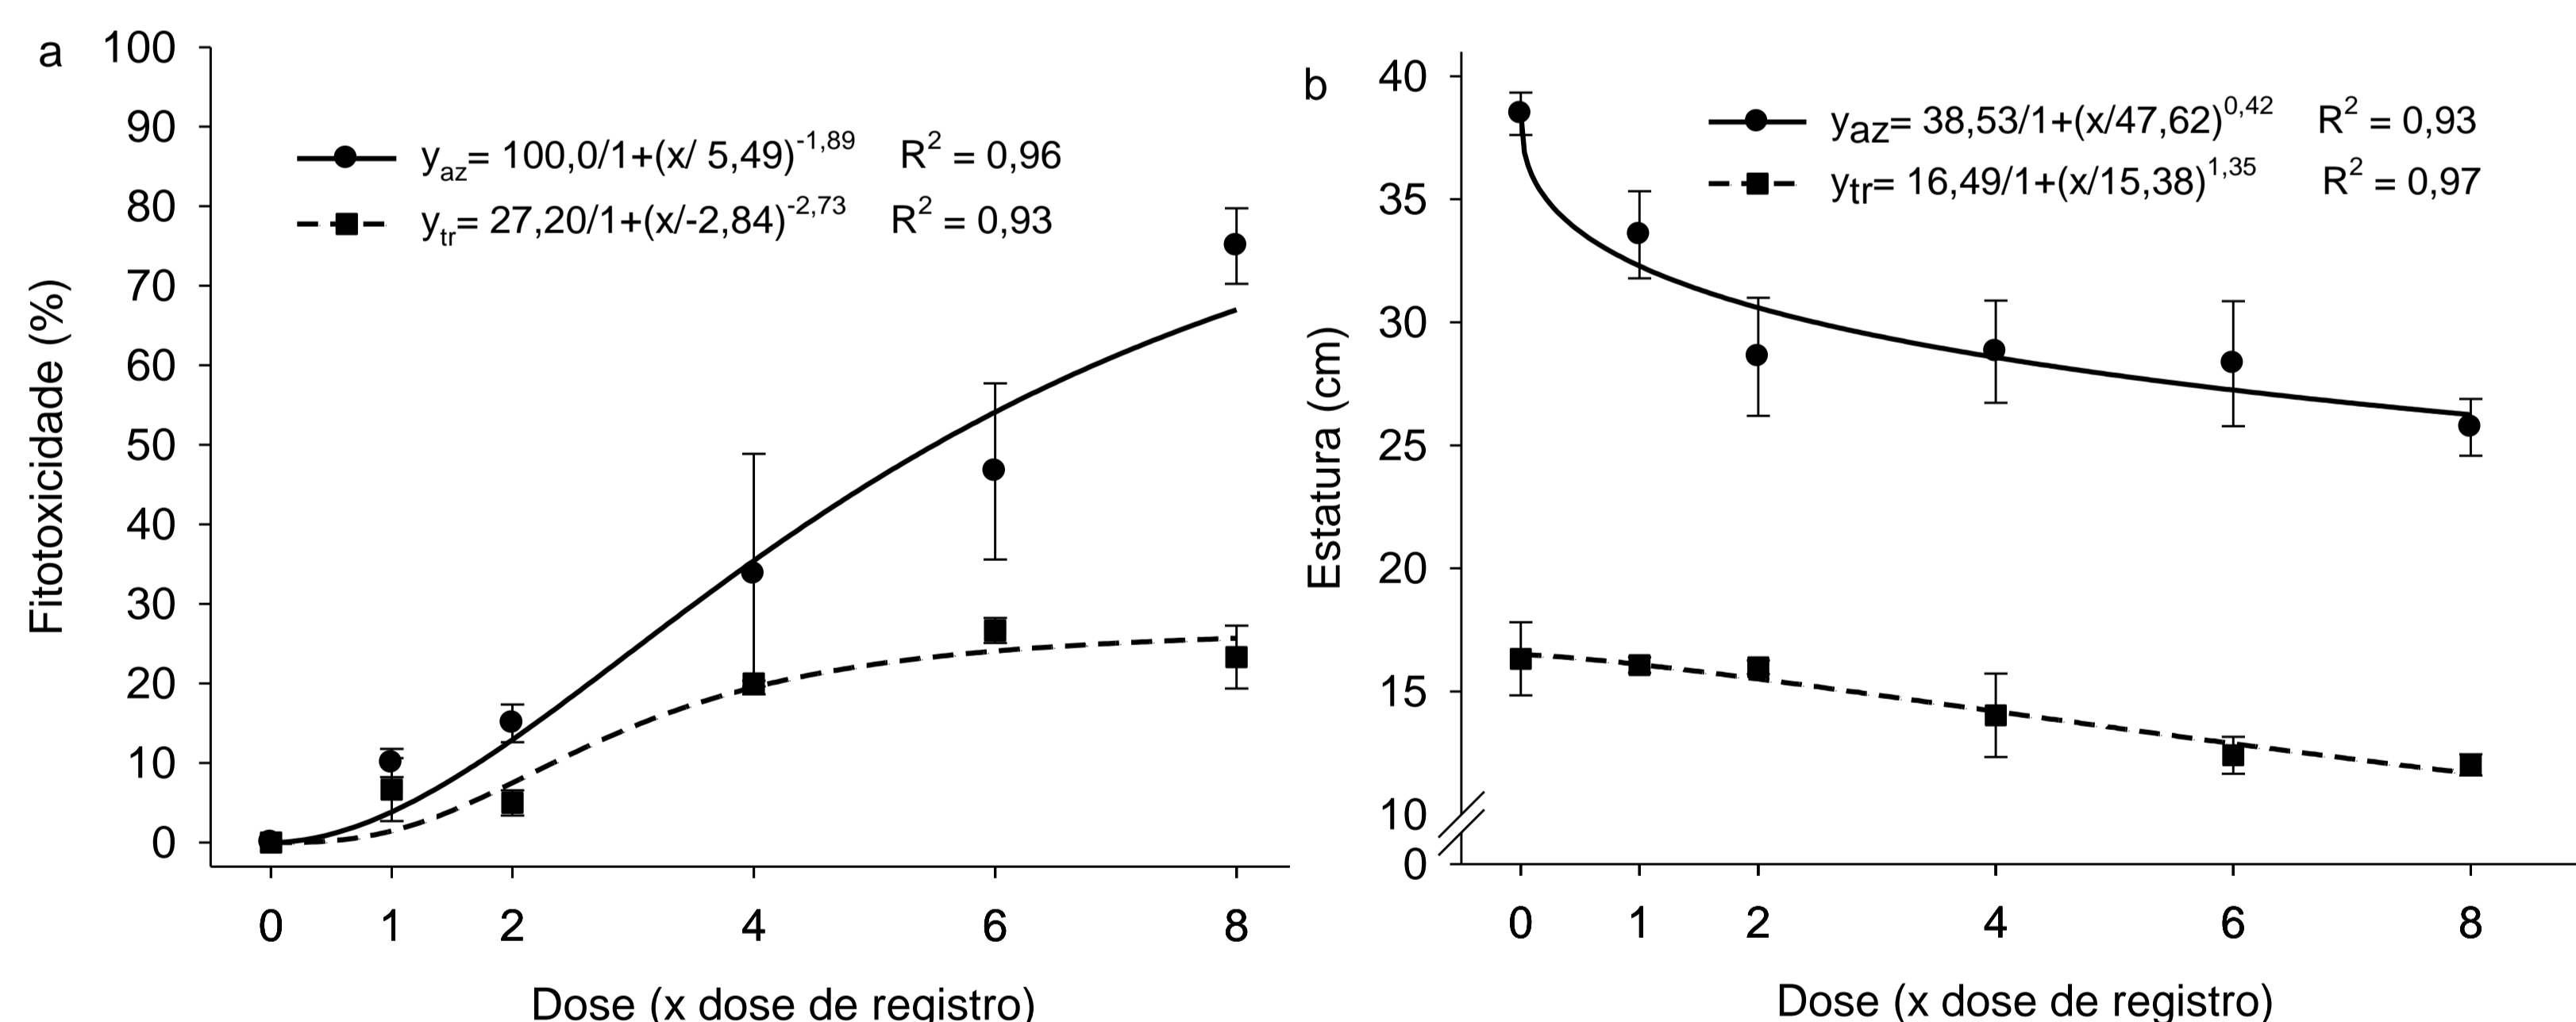 a
100
90
80
70
60
50
40
30
20
10
0
Fitotoxicidade (%)
y_az= 100,0/1+(x/ 5,49)^-1,89 R² = 0,96
y_tr= 27,20/1+(x/-2,84)^-2,73 R² = 0,93
0 1 2 4 6 8
Dose (x dose de registro)
b
40
35
30
25
20
15
10
0
Estatura (cm)
y_az= 38,53/1+(x/47,62)^0,42 R² = 0,93
y_tr= 16,49/1+(x/15,38)^1,35 R² = 0,97
0 1 2 4 6 8
Dose (x dose de registro)